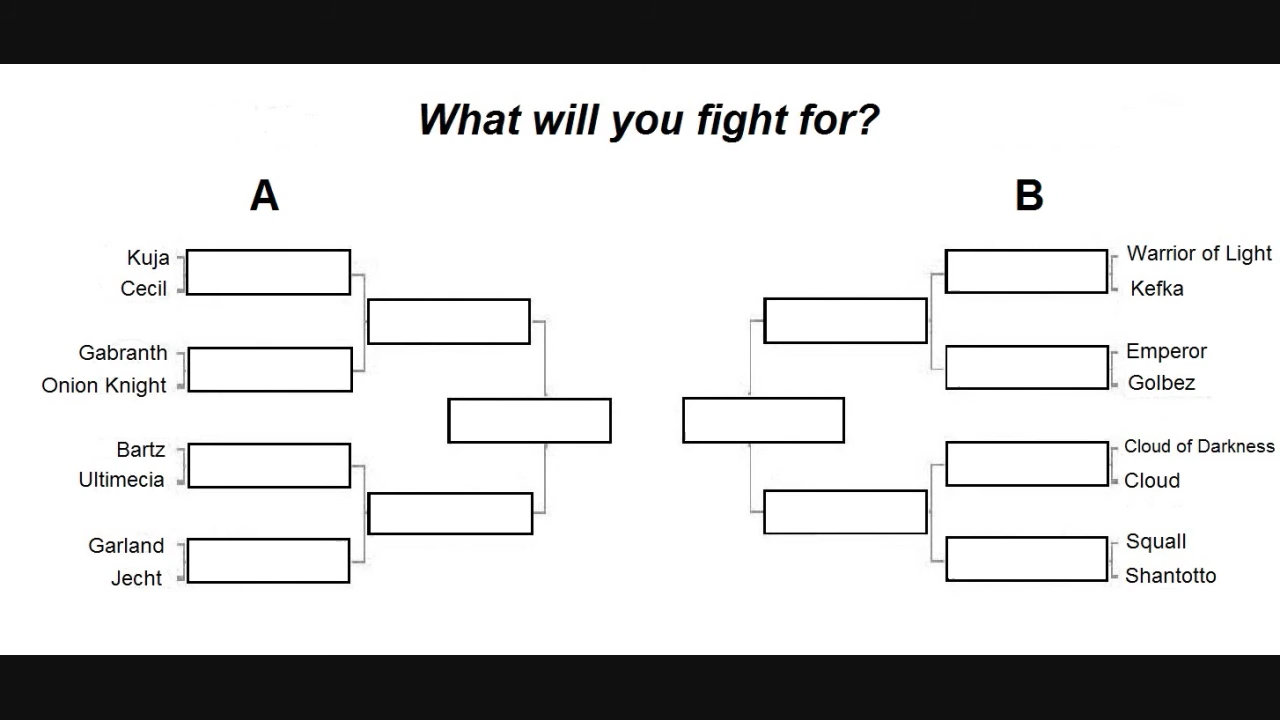 What will you fight for?
A
B
Kuja
Cecil
Gabranth
Onion Knight
Bartz
Ultimecia
Garland
Jecht
Warrior of Light
Kefka
Emperor
Golbez
Cloud of Darkness
Cloud
Squall
Shantotto